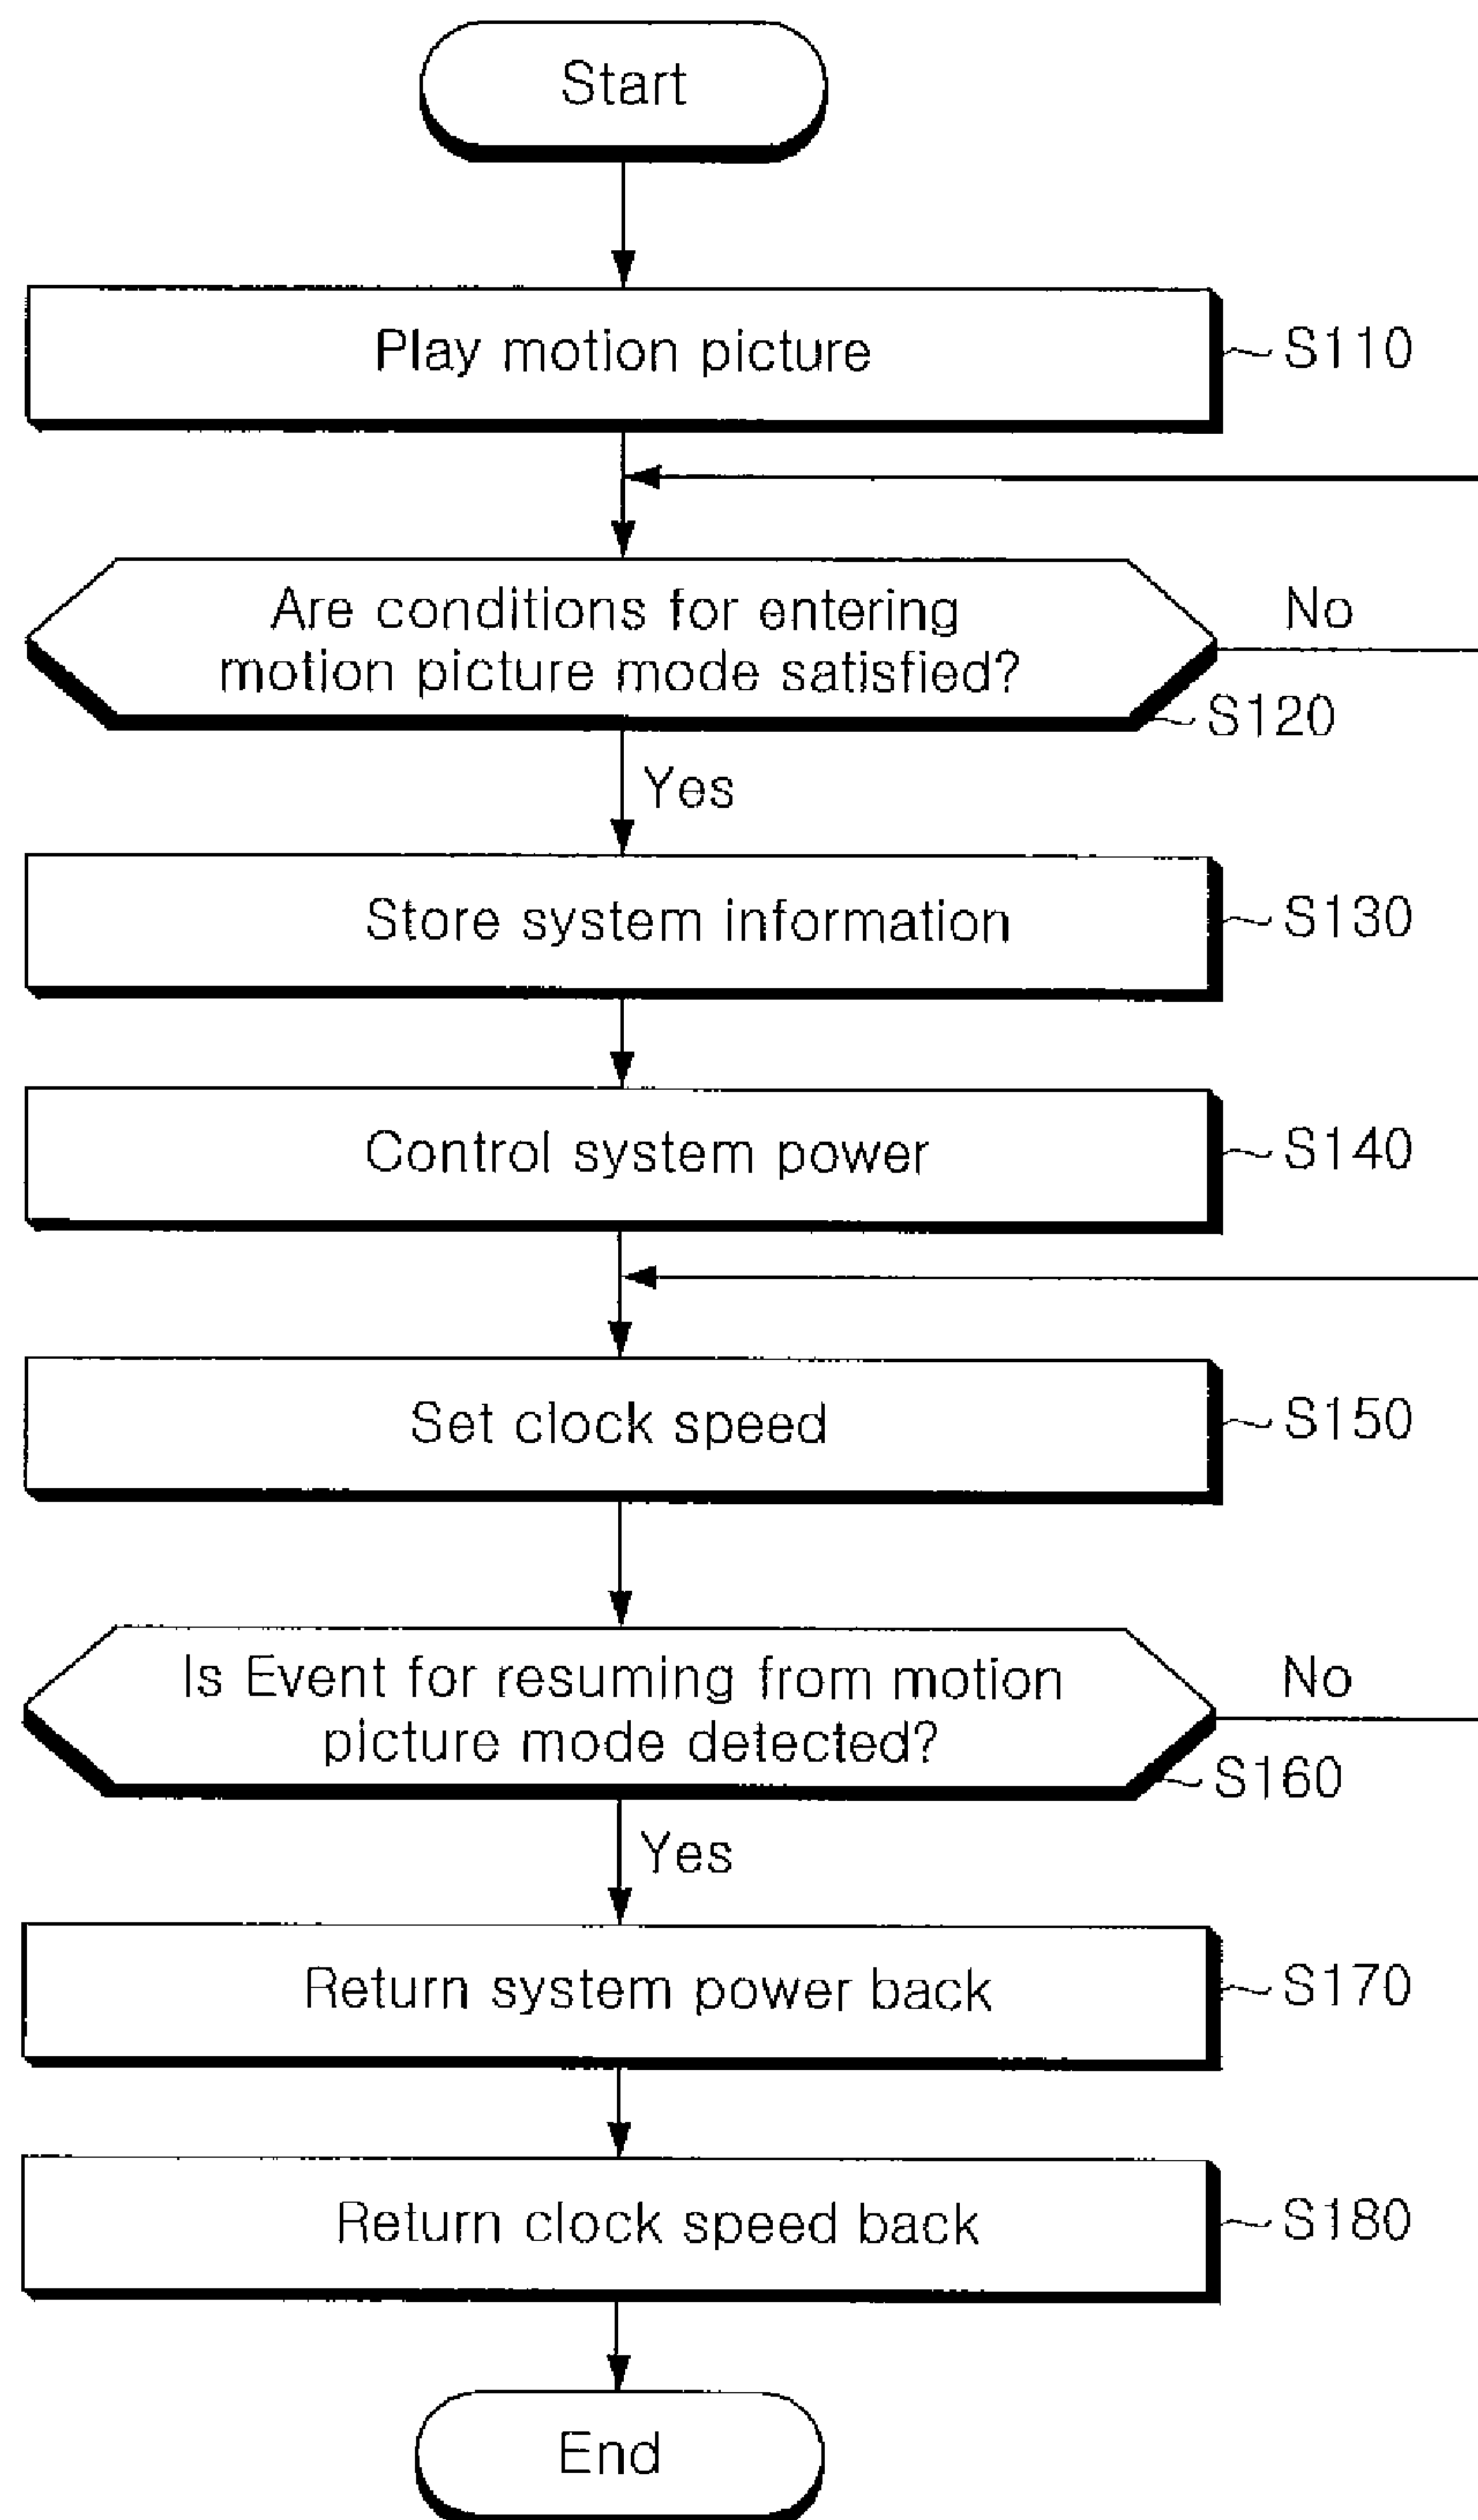 Start
Play motion picture
S110
Are conditions for entering
motion picture mode satisfied?
No
S120
Yes
Store system information
S130
Control system power
S140
Set clock speed
S150
Is Event for resuming from motion
picture mode detected?
No
S160
Yes
Return system power back
S170
Return clock speed back
S180
End